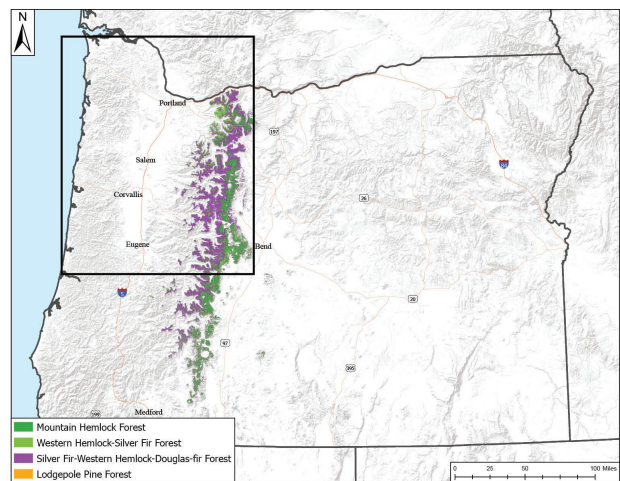 N
Portland
197
Salem
84
Corvallis
26
Eugene
Bend
5
20
97
395
Medford
199
Mountain Hemlock Forest
Western Hemlock-Silver Fir Forest
Silver Fir-Western Hemlock-Douglas-fir Forest
Lodgepole Pine Forest
0 25 50 100 Miles